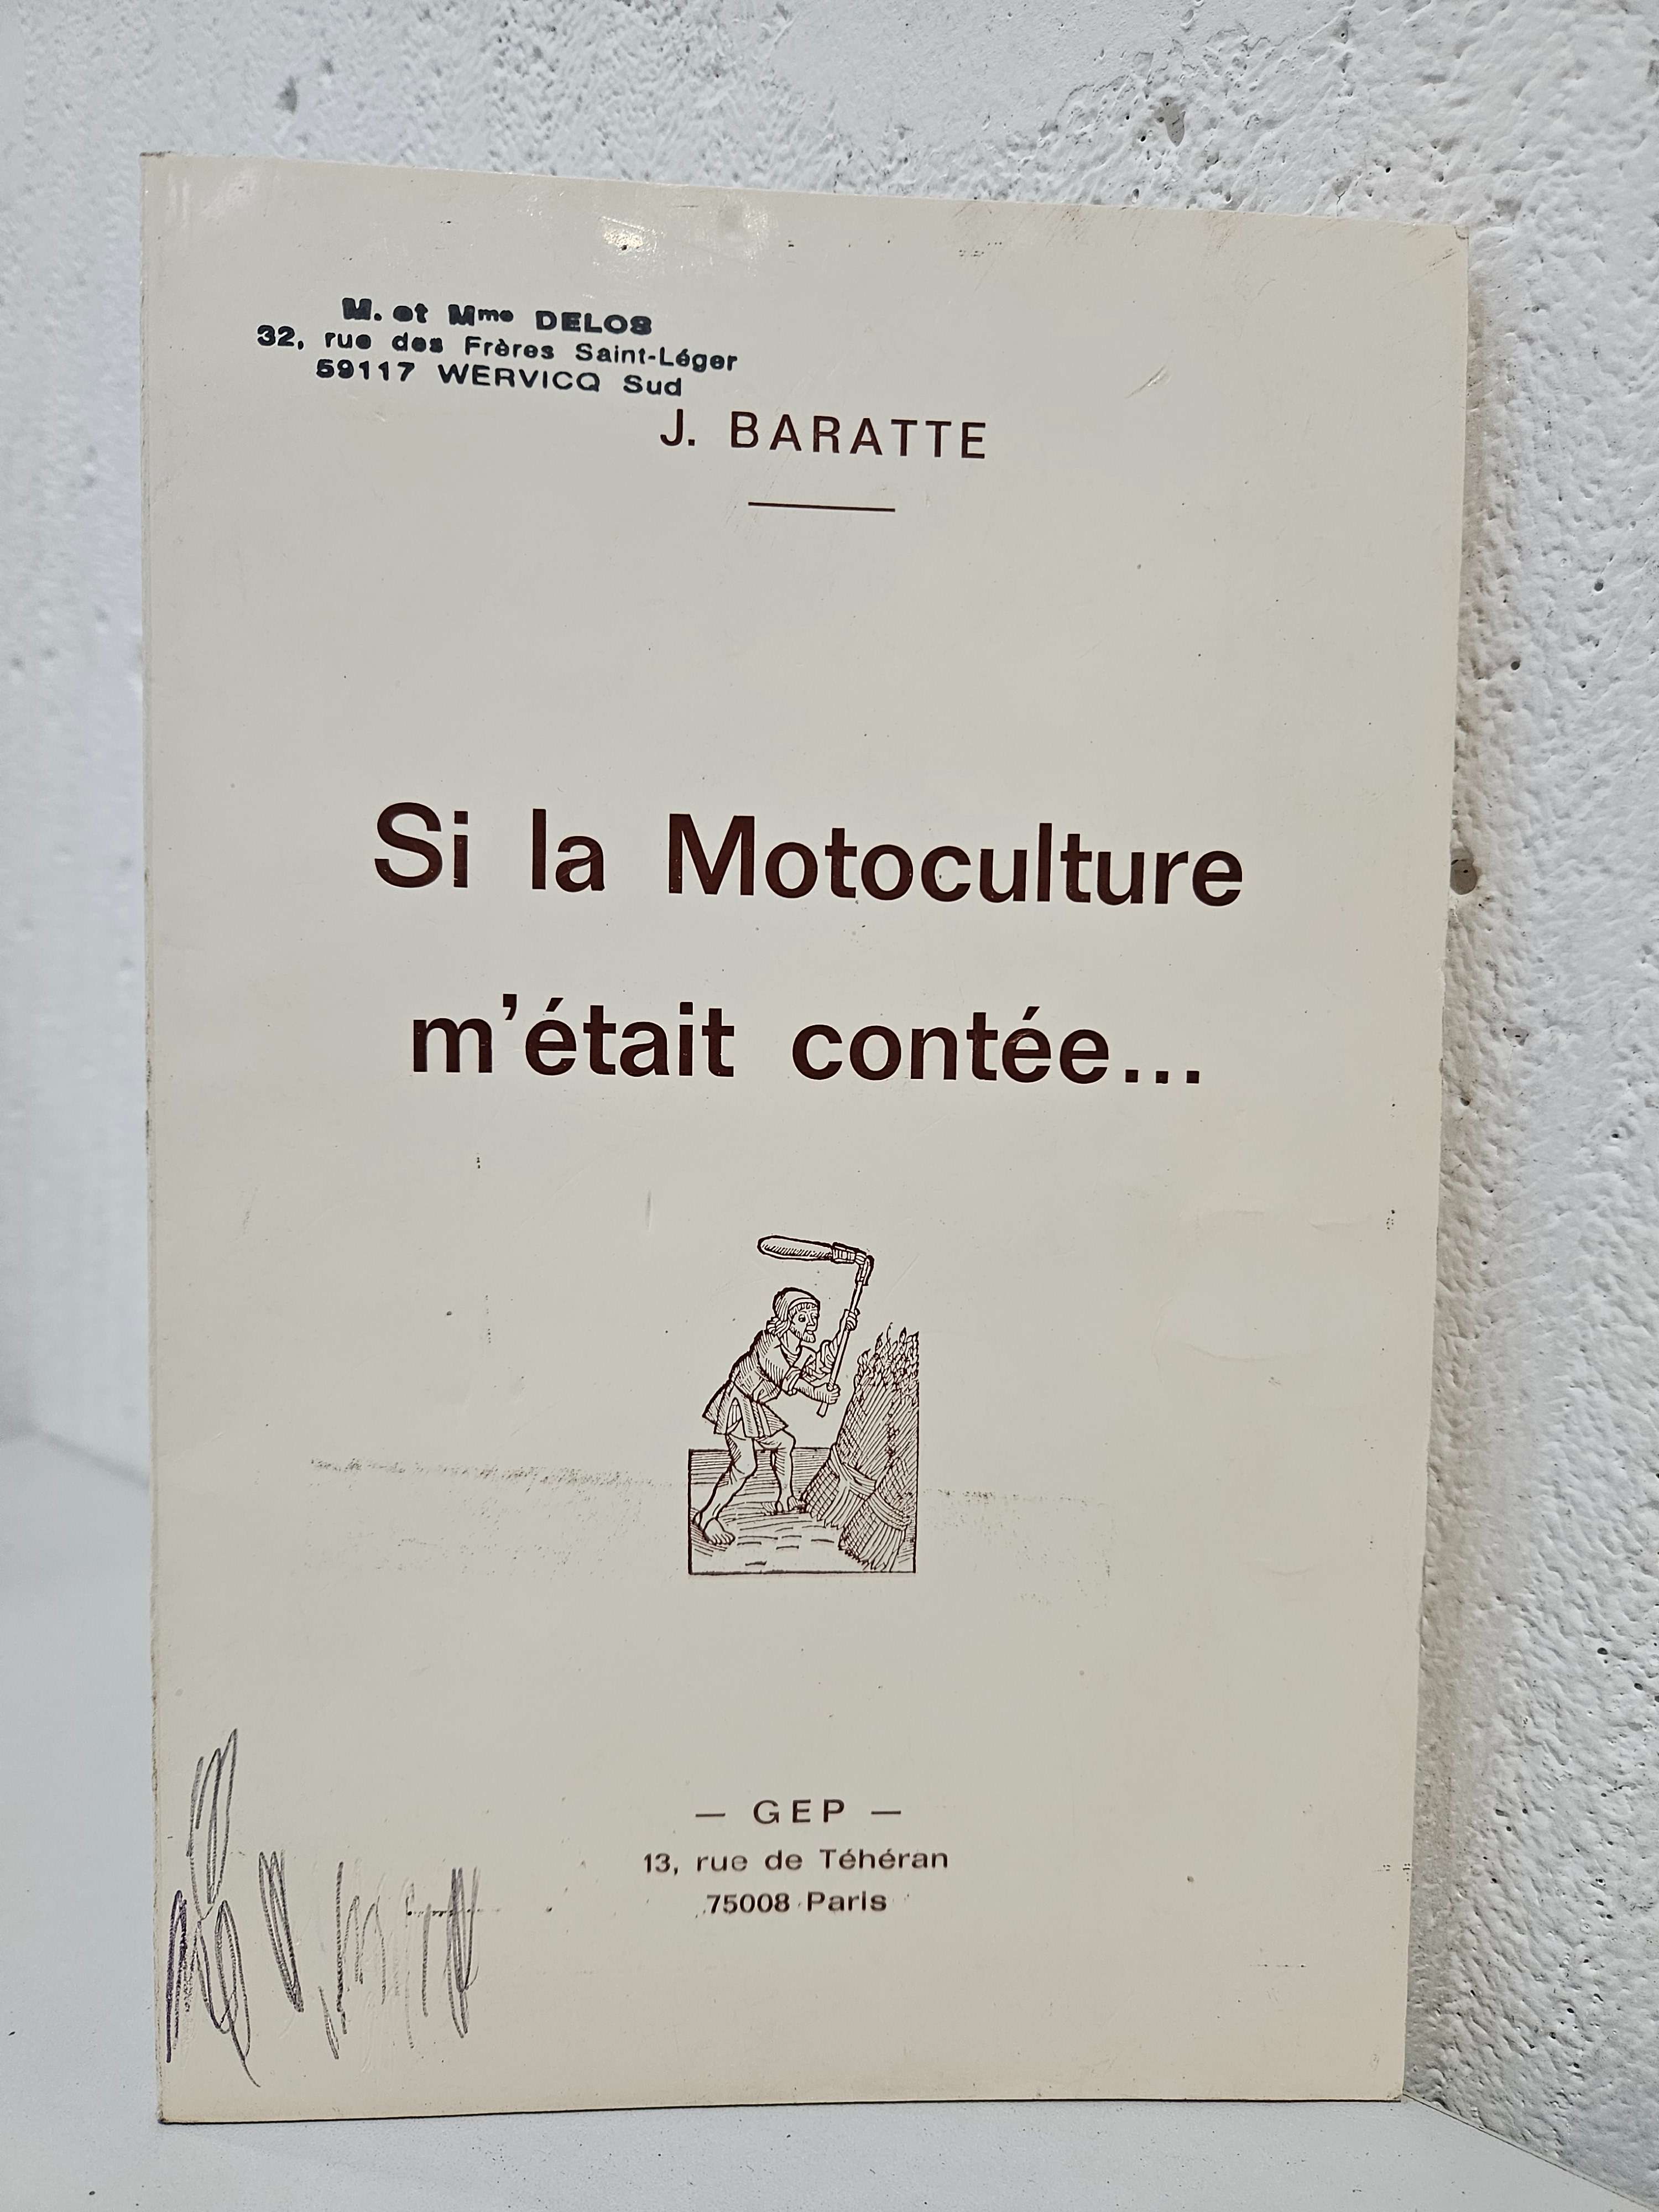 M. et Mme DELOS
32, rue des Frères Saint-Léger
59117 WERVICQ Sud
J. BARATTE
Si la Motoculture
m'était contée...
— GEP —
13, rue de Téhéran
75008 Paris